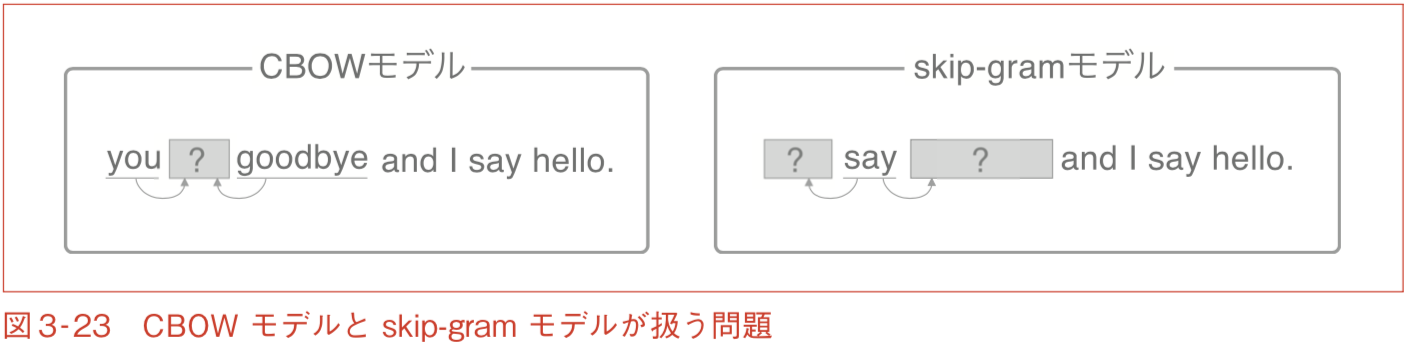 CBOWモデル
you ? goodbye and I say hello.
skip-gramモデル
? say ? and I say hello.
図3-23 CBOW モデルと skip-gram モデルが扱う問題